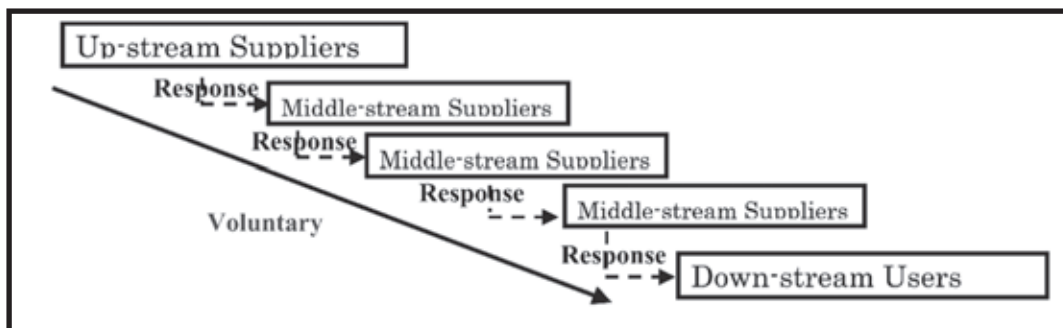 Up-stream Suppliers
Response
Middle-stream Suppliers
Response
Middle-stream Suppliers
Response
Middle-stream Suppliers
Voluntary
Response
Down-stream Users